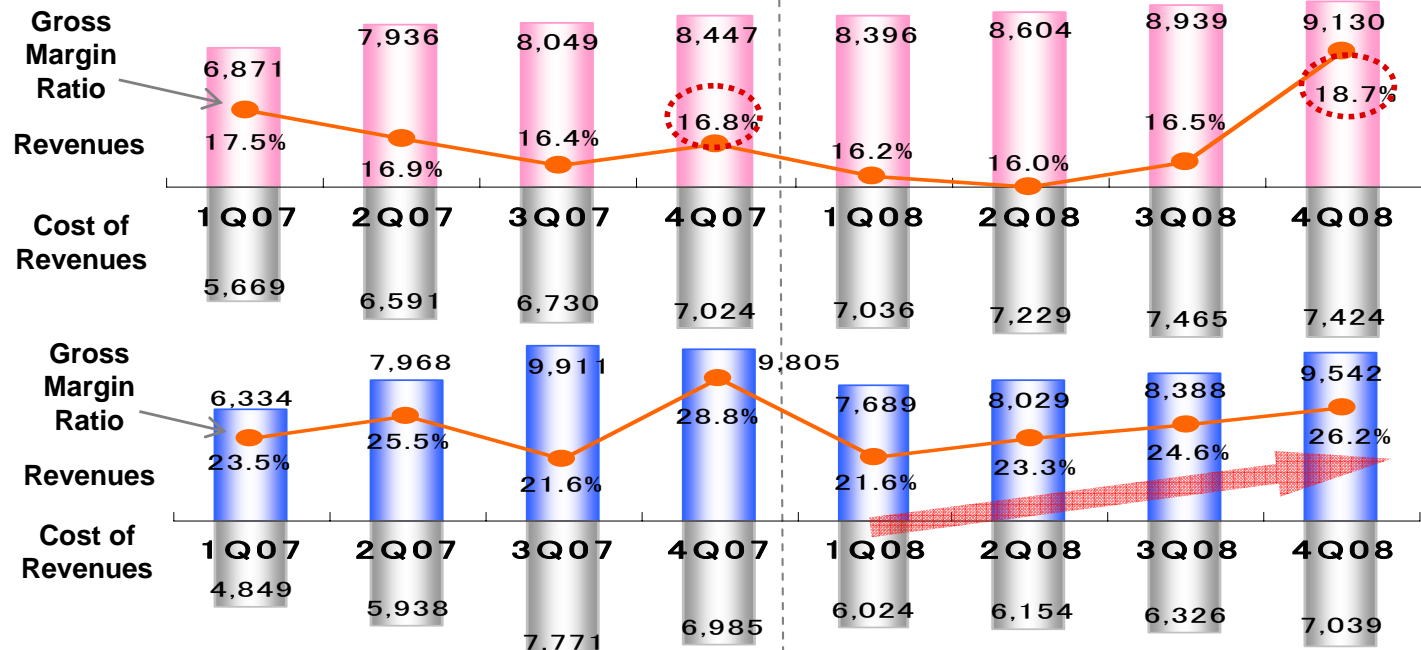 Gross
Margin
Ratio
6,871 7,936 8,049 8,447 8,396 8,604 8,939 9,130
Revenues
17.5% 16.9% 16.4% 16.8% 16.2% 16.0% 16.5% 18.7%
1Q07 2Q07 3Q07 4Q07 1Q08 2Q08 3Q08 4Q08
Cost of
Revenues
5,669 6,591 6,730 7,024 7,036 7,229 7,465 7,424
Gross
Margin
Ratio
6,334 7,968 9,911 9,805 7,689 8,029 8,388 9,542
23.5% 25.5% 21.6% 28.8% 21.6% 23.3% 24.6% 26.2%
Revenues
Cost of
Revenues
1Q07 2Q07 3Q07 4Q07 1Q08 2Q08 3Q08 4Q08
4,849 5,938 7,771 6,985 6,024 6,154 6,326 7,039